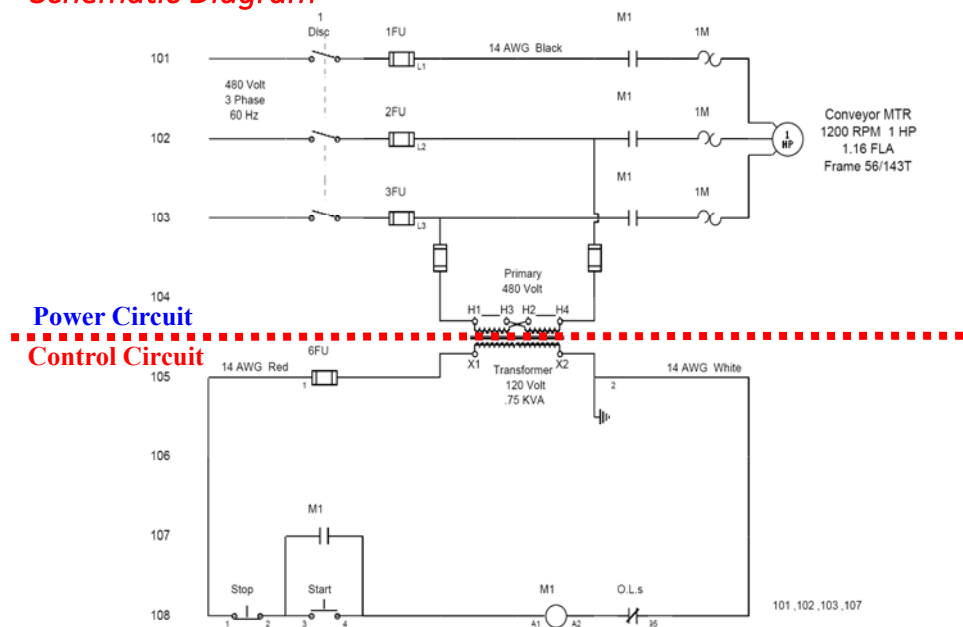 Schematic Diagram
1
Disc
1FU
M1
1M
14 AWG Black
101
L1
480 Volt
3 Phase
60 Hz
2FU
M1
1M
Conveyor MTR
1200 RPM 1 HP
1.16 FLA
Frame 56/143T
1
HP
102
L2
3FU
M1
1M
103
L3
Primary
480 Volt
104
H1 H3 H2 H4
Power Circuit
Control Circuit
6FU
X1 X2
Transformer
120 Volt
.75 KVA
14 AWG Red
14 AWG White
105
1
2
106
M1
107
Stop
Start
M1
O.L.s
101 ,102 ,103 ,107
108
1 2 3 4 A1 A2 95